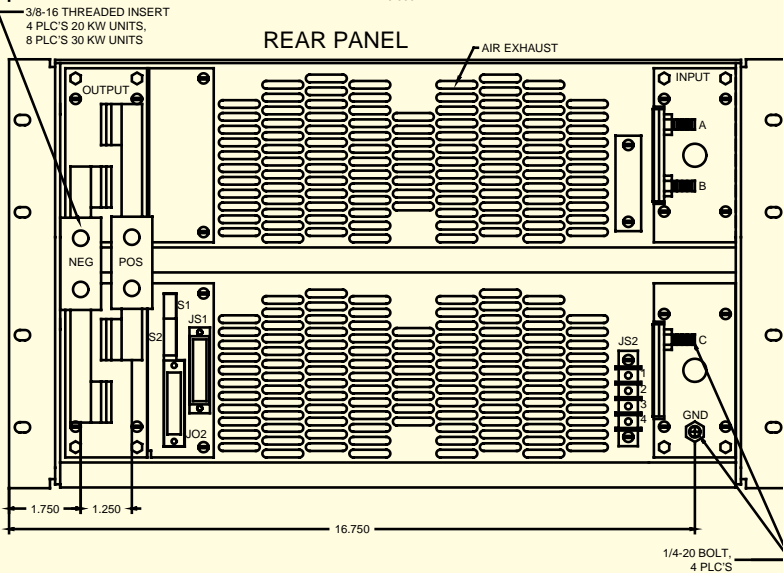 3/8-16 THREADED INSERT
4 PLC'S 20 KW UNITS,
8 PLC'S 30 KW UNITS
REAR PANEL
AIR EXHAUST
OUTPUT
INPUT
A
B
NEG
POS
S1
S2
JS1
JO2
JS2
1
2
3
4
C
GND
1.750
1.250
16.750
1/4-20 BOLT,
4 PLC'S